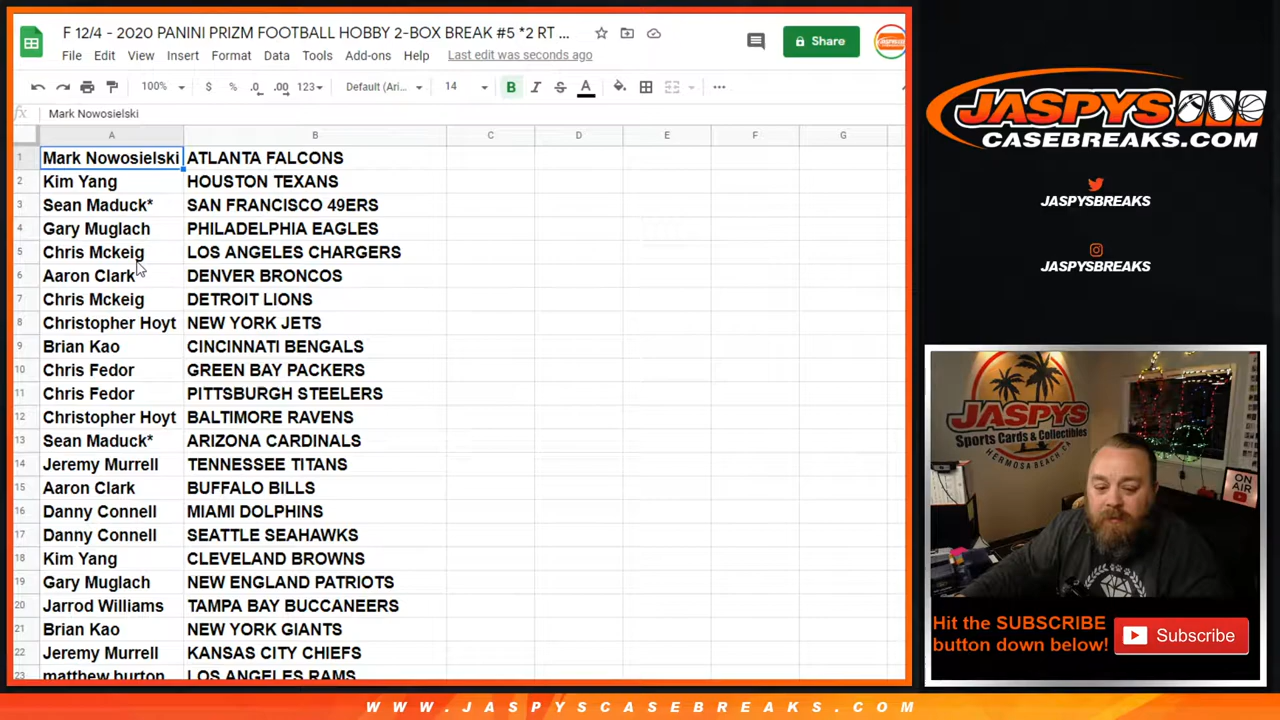 F 12/4 - 2020 PANINI PRIZM FOOTBALL HOBBY 2-BOX BREAK #5 *2 RT ...
File Edit View Insert Format Data Tools Add-ons Help Last edit was seconds ago
Share
100% $ % .0 .00 123 Default (Ari... 14 B I S A ...
fx Mark Nowosielski
A B C D E F G
1 Mark Nowosielski ATLANTA FALCONS
2 Kim Yang HOUSTON TEXANS
3 Sean Maduck* SAN FRANCISCO 49ERS
4 Gary Muglach PHILADELPHIA EAGLES
5 Chris Mckeig LOS ANGELES CHARGERS
6 Aaron Clark DENVER BRONCOS
7 Chris Mckeig DETROIT LIONS
8 Christopher Hoyt NEW YORK JETS
9 Brian Kao CINCINNATI BENGALS
10 Chris Fedor GREEN BAY PACKERS
11 Chris Fedor PITTSBURGH STEELERS
12 Christopher Hoyt BALTIMORE RAVENS
13 Sean Maduck* ARIZONA CARDINALS
14 Jeremy Murrell TENNESSEE TITANS
15 Aaron Clark BUFFALO BILLS
16 Danny Connell MIAMI DOLPHINS
17 Danny Connell SEATTLE SEAHAWKS
18 Kim Yang CLEVELAND BROWNS
19 Gary Muglach NEW ENGLAND PATRIOTS
20 Jarrod Williams TAMPA BAY BUCCANEERS
21 Brian Kao NEW YORK GIANTS
22 Jeremy Murrell KANSAS CITY CHIEFS
23 matthew burton LOS ANGELES RAMS
JASPYS
CASEBREAKS.COM
JASPYSBREAKS
JASPYSBREAKS
JASPYS
Sports Cards & Collectibles
HERMOSA BEACH, CA
ON AIR
Hit the SUBSCRIBE
button down below!
Subscribe
WWW.JASPYSCASEBREAKS.COM